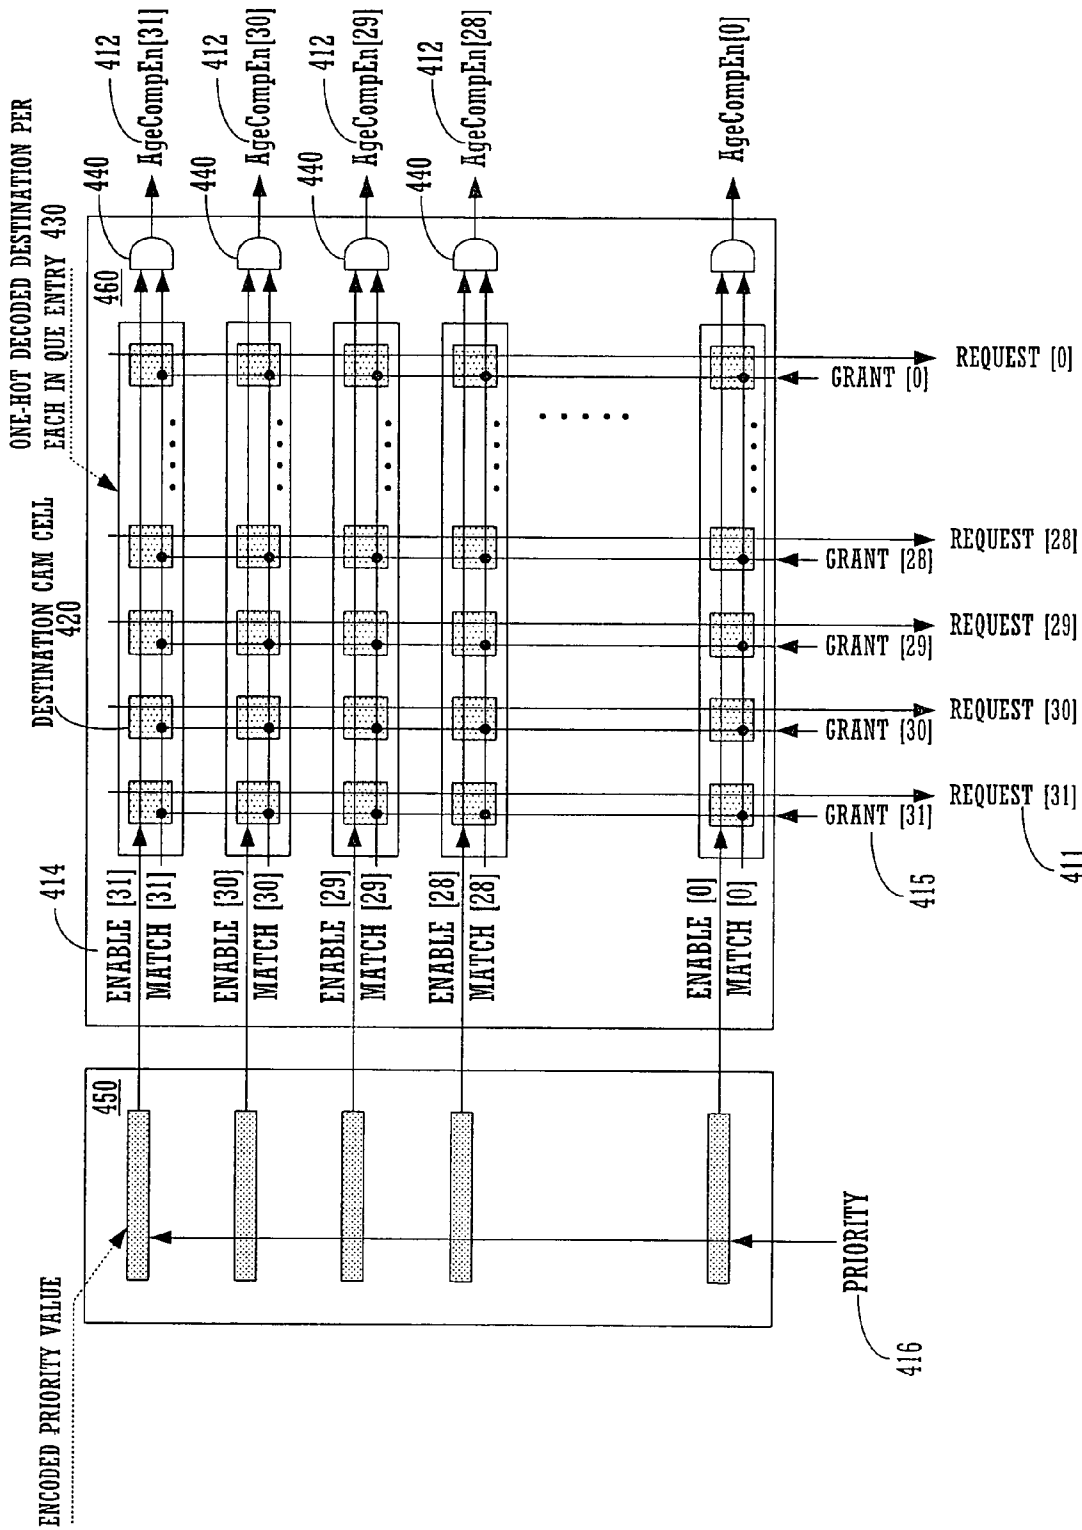 ONE-HOT DECODED DESTINATION PER
EACH IN QUE ENTRY 430
DESTINATION CAM CELL
420
414
ENCODED PRIORITY VALUE
450
460
412
AgeCompEn[31]
440
412
AgeCompEn[30]
440
412
AgeCompEn[29]
440
412
AgeCompEn[28]
440
AgeCompEn[0]
ENABLE [31]
MATCH [31]
ENABLE [30]
MATCH [30]
ENABLE [29]
MATCH [29]
ENABLE [28]
MATCH [28]
ENABLE [0]
MATCH [0]
REQUEST [0]
GRANT [0]
REQUEST [28]
GRANT [28]
REQUEST [29]
GRANT [29]
REQUEST [30]
GRANT [30]
REQUEST [31]
GRANT [31]
415
411
PRIORITY
416